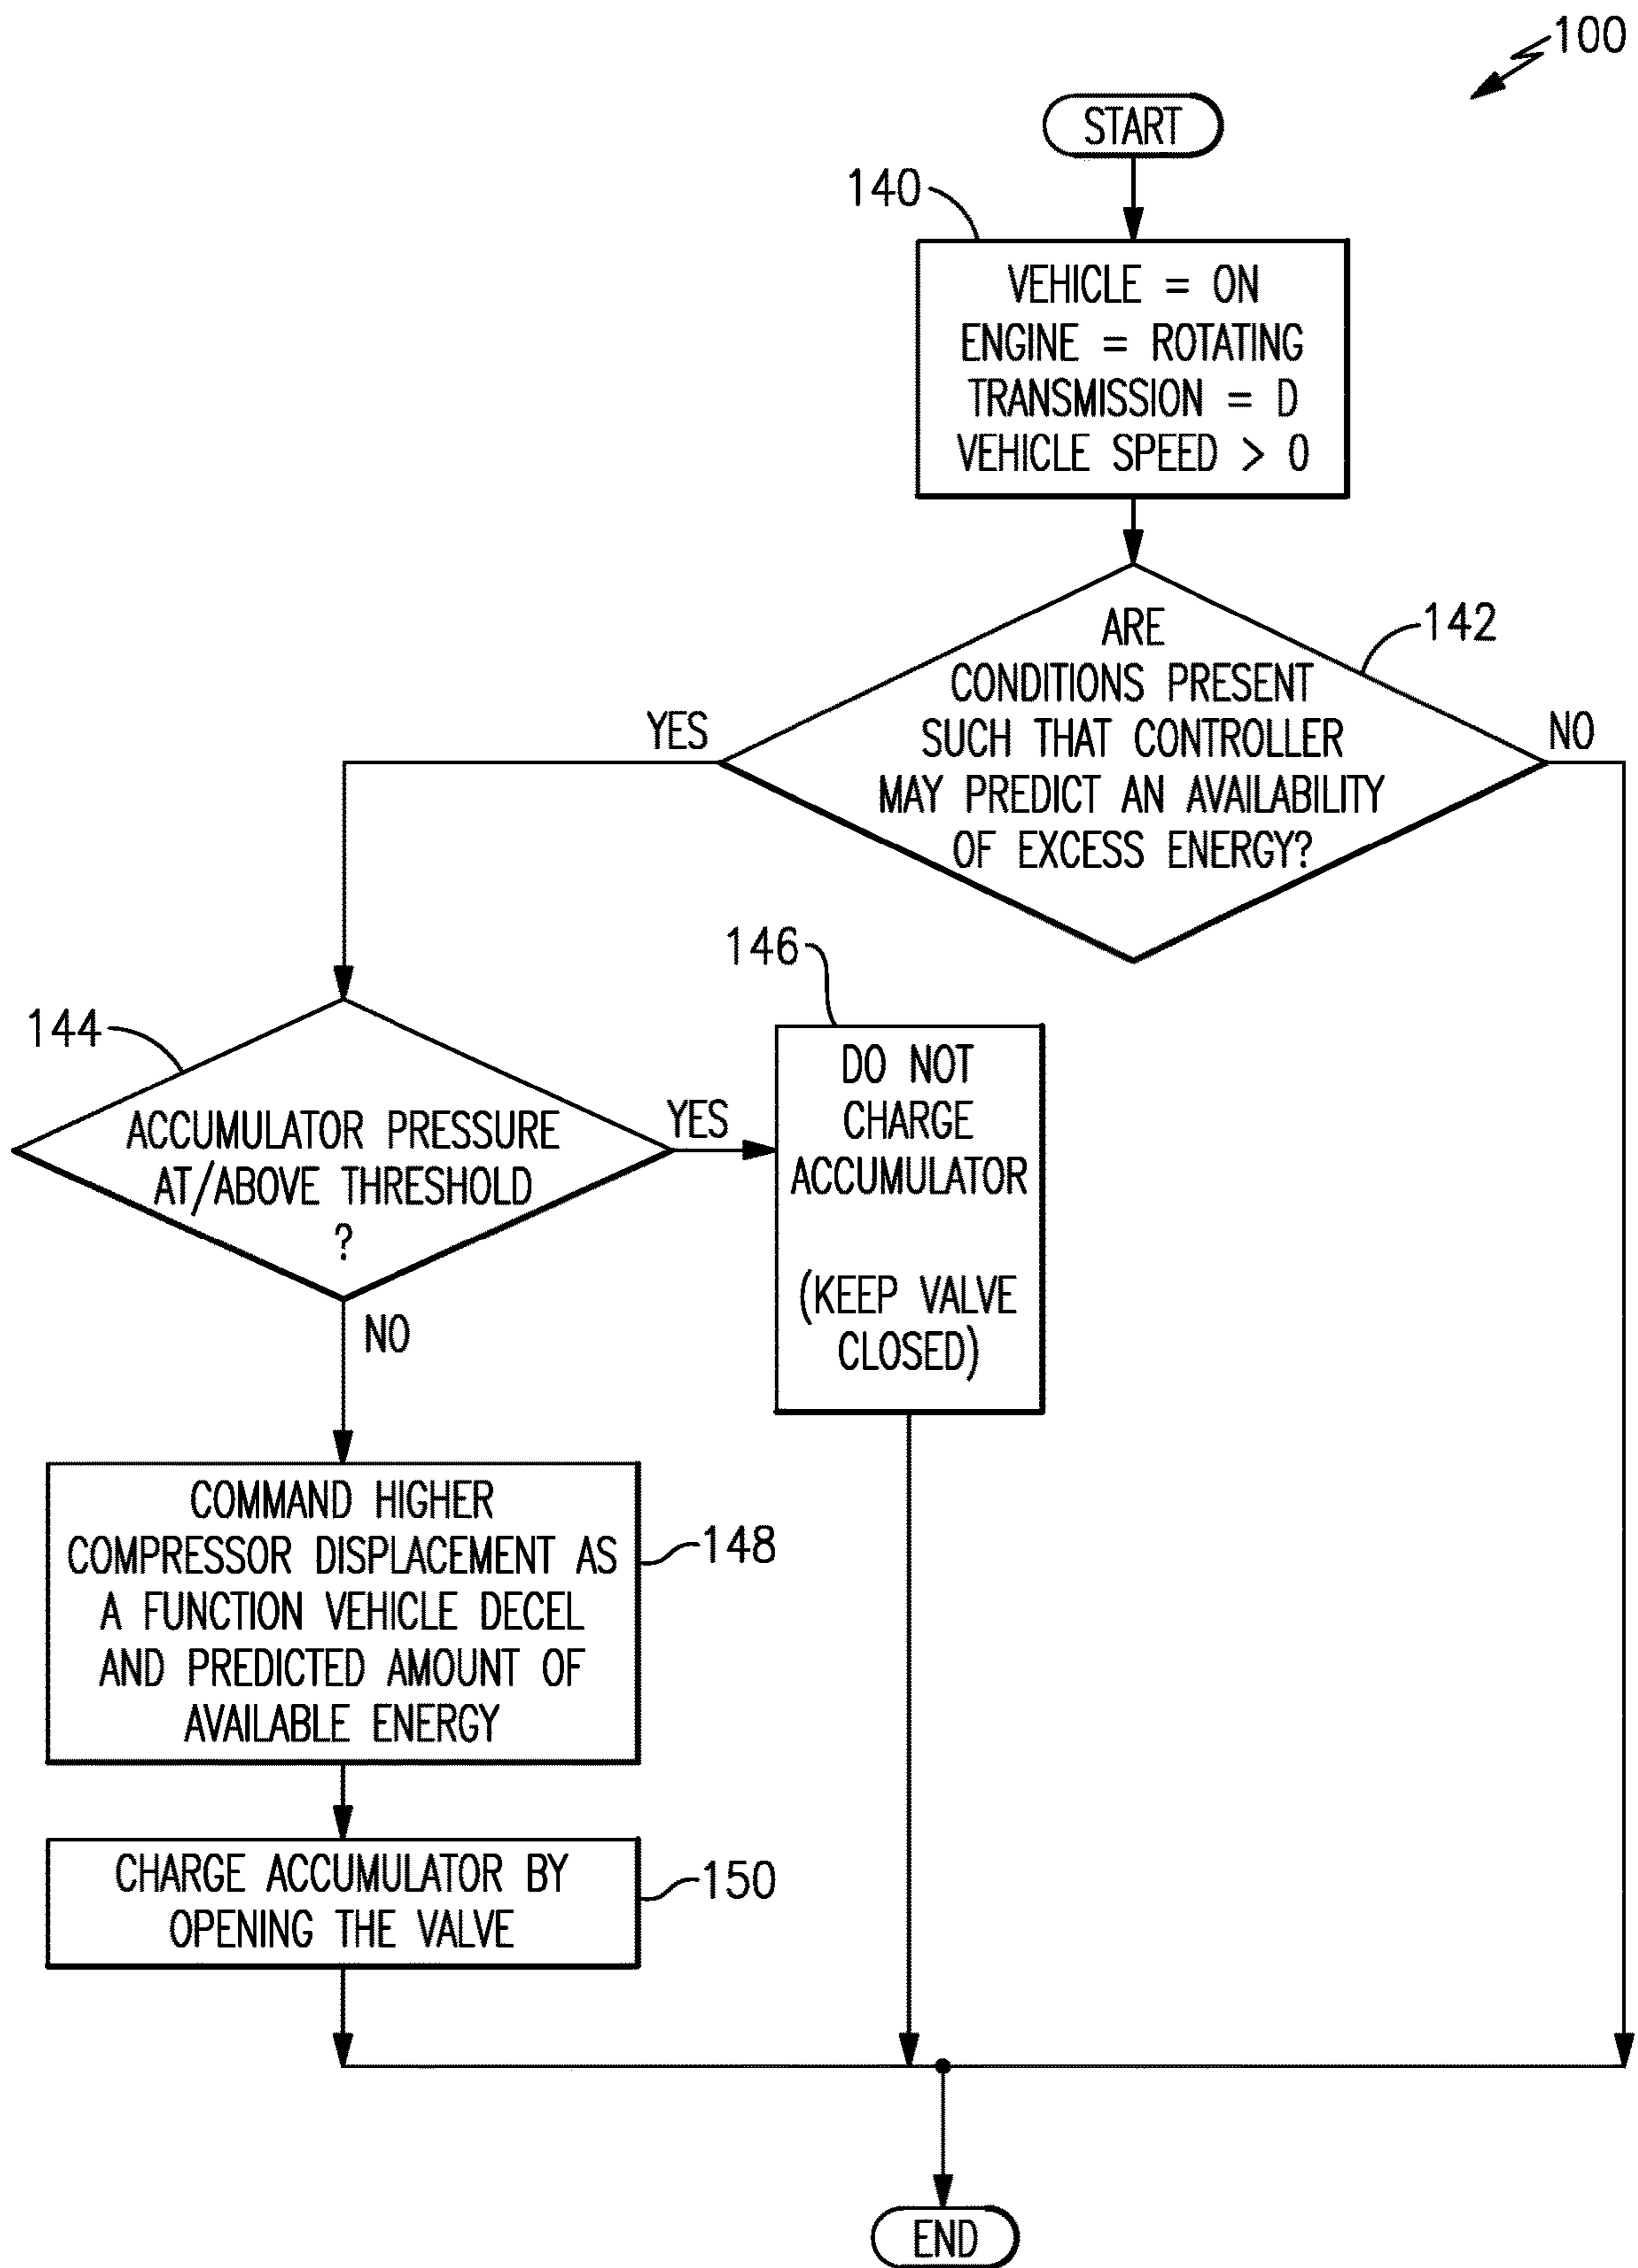 100
START
140
VEHICLE = ON
ENGINE = ROTATING
TRANSMISSION = D
VEHICLE SPEED > 0
142
ARE
CONDITIONS PRESENT
SUCH THAT CONTROLLER
MAY PREDICT AN AVAILABILITY
OF EXCESS ENERGY?
YES
NO
144
ACCUMULATOR PRESSURE
AT/ABOVE THRESHOLD
?
YES
NO
146
DO NOT
CHARGE
ACCUMULATOR
(KEEP VALVE
CLOSED)
COMMAND HIGHER
COMPRESSOR DISPLACEMENT AS
A FUNCTION VEHICLE DECEL
AND PREDICTED AMOUNT OF
AVAILABLE ENERGY
148
CHARGE ACCUMULATOR BY
OPENING THE VALVE
150
END